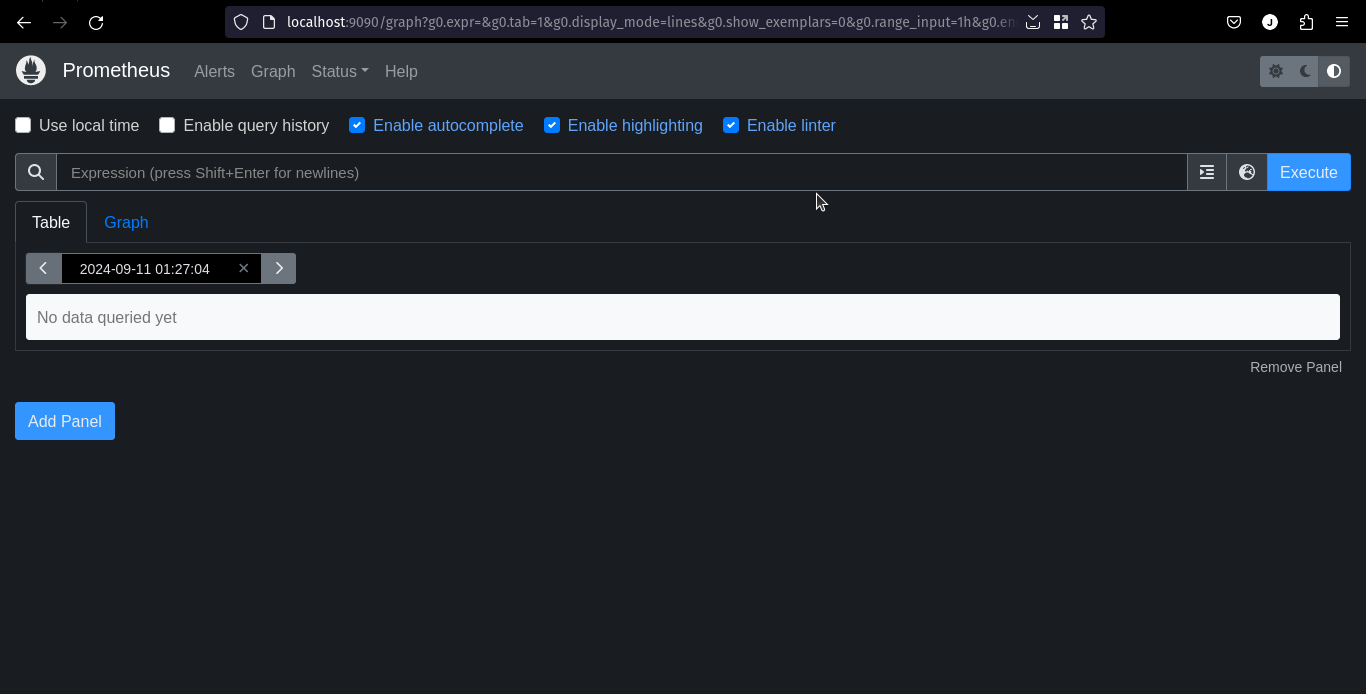 localhost:9090/graph?g0.expr=&g0.tab=1&g0.display_mode=lines&g0.show_exemplars=0&g0.range_input=1h&g0.en
J
Prometheus Alerts Graph Status Help
Use local time Enable query history Enable autocomplete Enable highlighting Enable linter
Expression (press Shift+Enter for newlines) Execute
Table Graph
2024-09-11 01:27:04
No data queried yet
Remove Panel
Add Panel